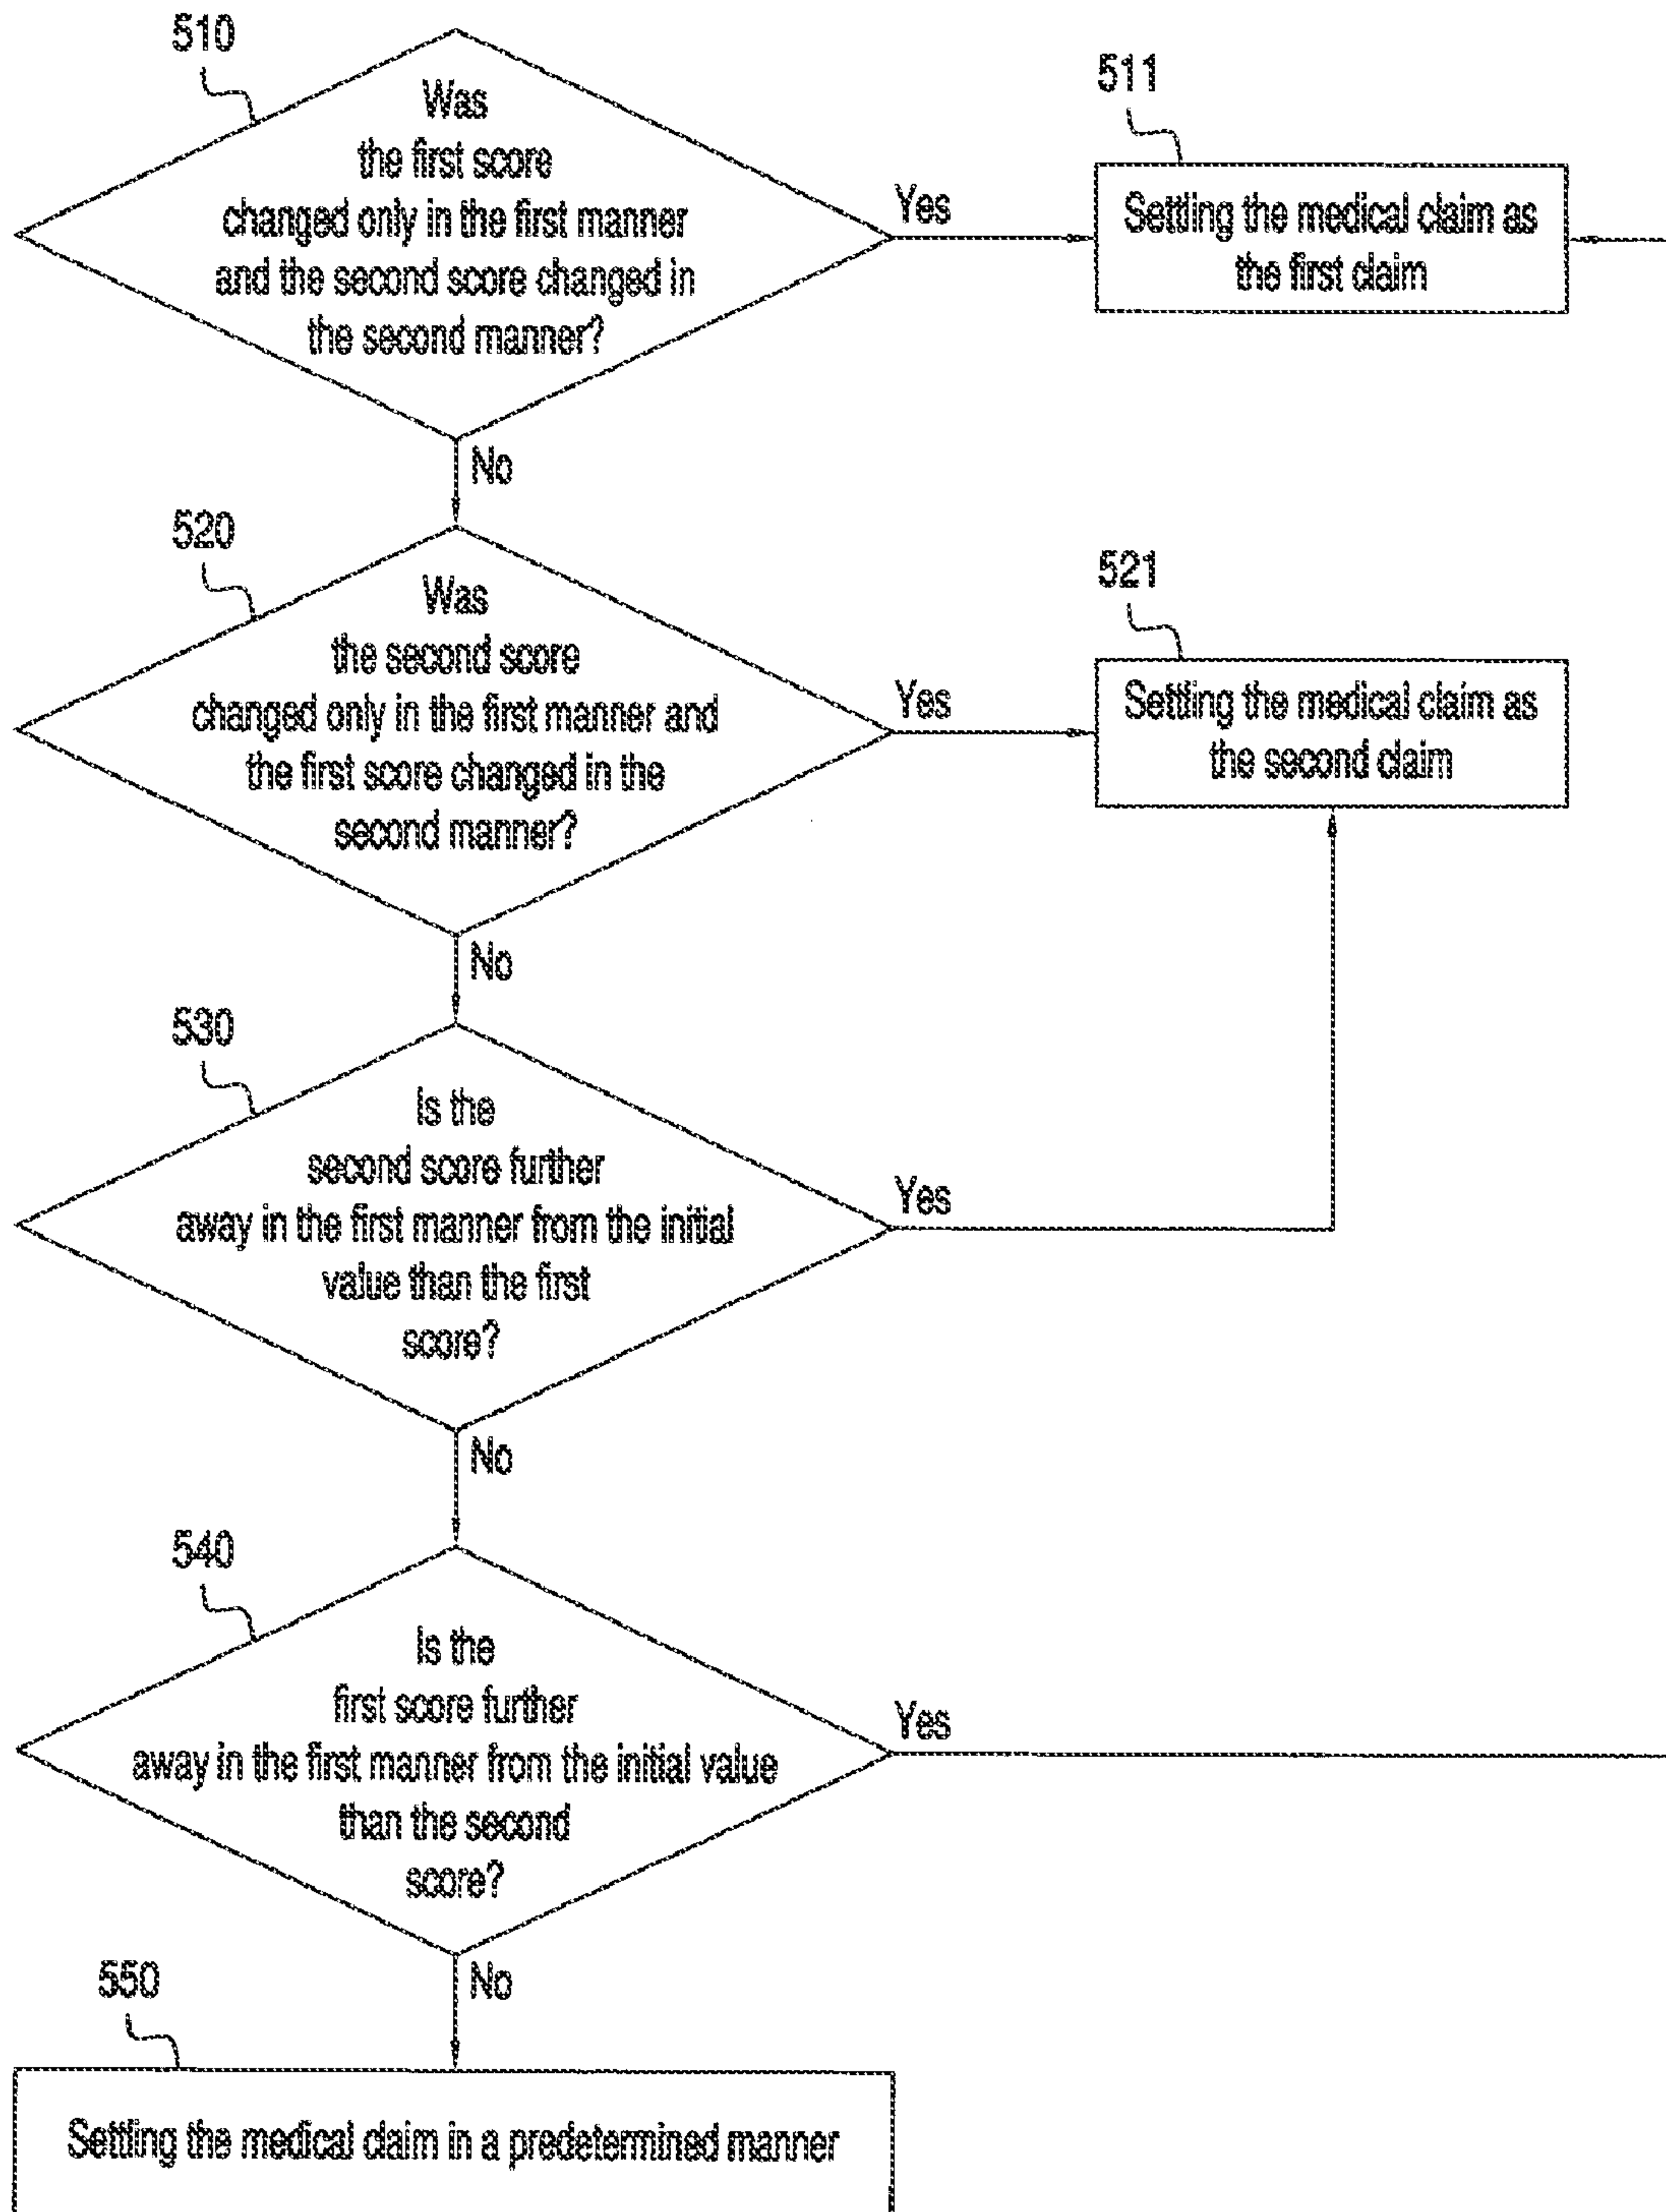 510
Was
the first score
changed only in the first manner
and the second score changed in
the second manner?
Yes
511
Settling the medical claim as
the first claim
No
520
Was
the second score
changed only in the first manner and
the first score changed in the
second manner?
Yes
521
Settling the medical claim as
the second claim
No
530
Is the
second score further
away in the first manner from the initial
value than the first
score?
Yes
No
540
Is the
first score further
away in the first manner from the initial value
than the second
score?
Yes
No
550
Settling the medical claim in a predetermined manner